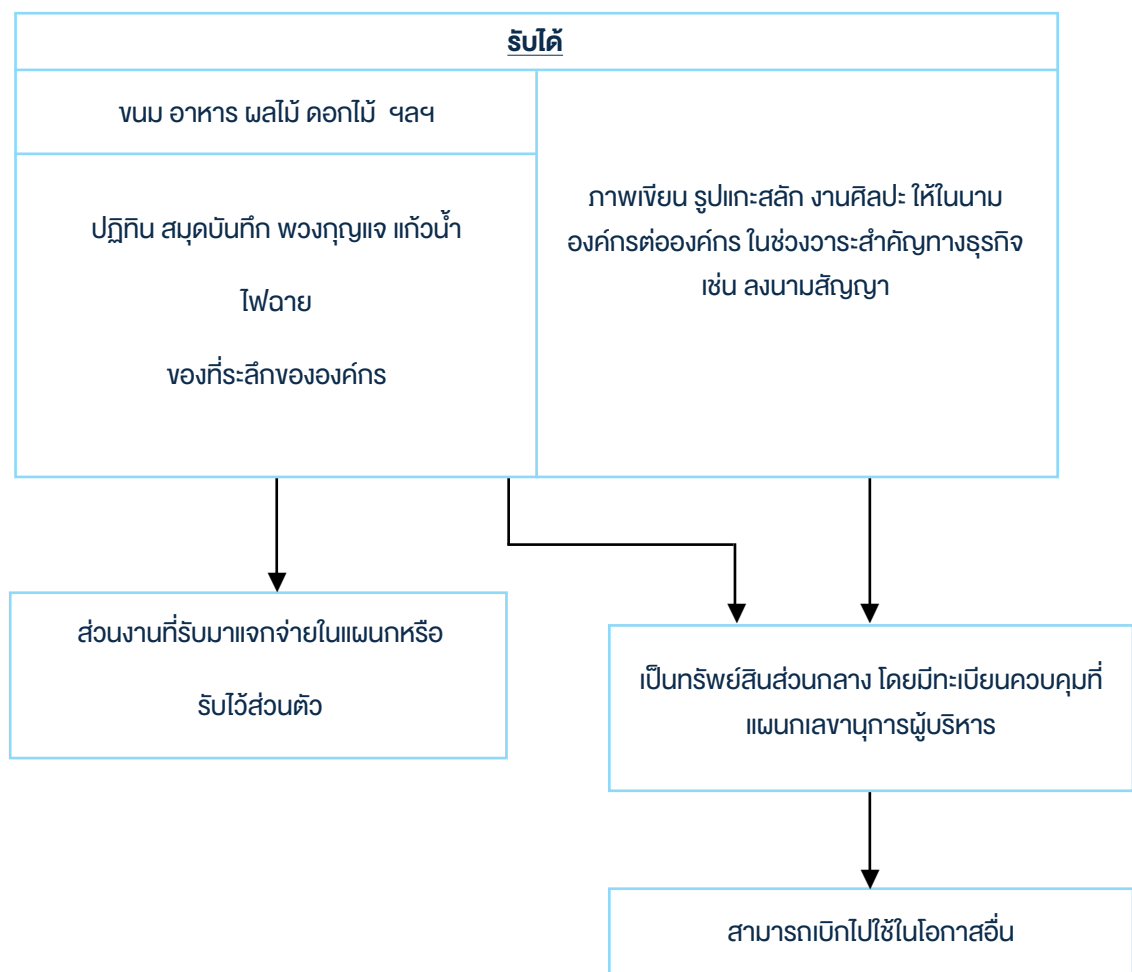 รับได้
ขนม อาหาร ผลไม้ ดอกไม้ ฯลฯ
ปฏิทิน สมุดบันทึก พวงกุญแจ แก้วน้ำ
ไฟฉาย
ของที่ระลึกขององค์กร
ภาพเขียน รูปแกะสลัก งานศิลปะ ให้ในนาม
องค์กรต่อองค์กร ในช่วงวาระสำคัญทางธุรกิจ
เช่น ลงนามสัญญา
ส่วนงานที่รับมาแจกจ่ายในแผนกหรือ
รับไว้ส่วนตัว
เป็นทรัพย์สินส่วนกลาง โดยมีทะเบียนควบคุมที่
แผนกเลขานุการผู้บริหาร
สามารถเบิกไปใช้ในโอกาสอื่น